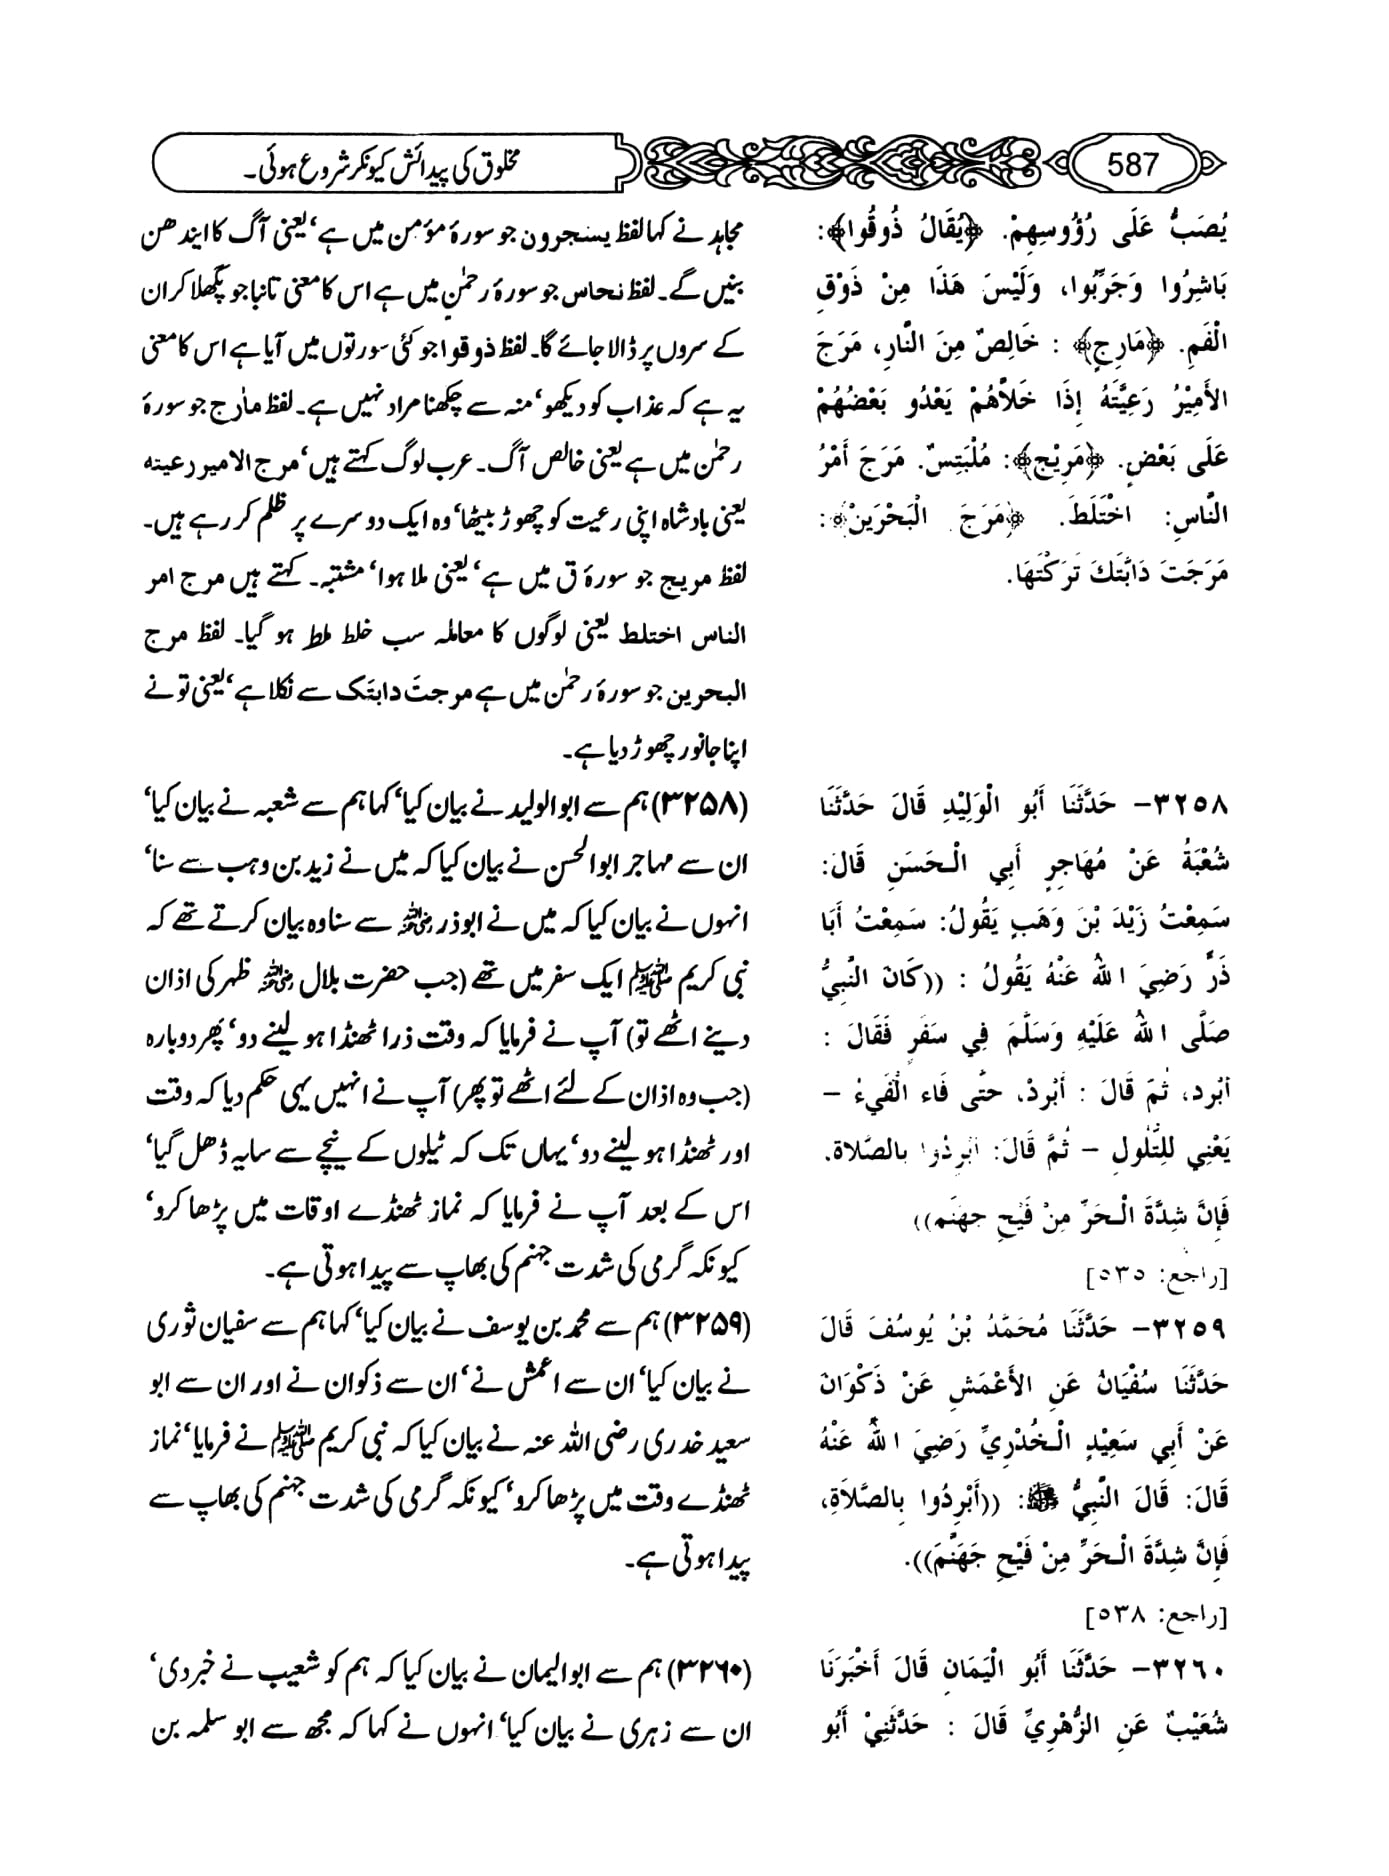 587
مخلوق کی پیدائش کیونکر شروع ہوئی۔
يُصَبُّ عَلَى رُؤُوسِهِمْ. ﴿يُقَالُ ذُوقُوا﴾:
بَاشِرُوا وَجَرِّبُوا، وَلَيْسَ هَذَا مِنْ ذَوْقِ
الْفَمِ. ﴿مَارِجٍ﴾ : خَالِصٌ مِنَ النَّارِ، مَرَجَ
الأَمِيْرُ رَعِيَّتَهُ إِذَا خَلاَّهُمْ يَعْدُو بَعْضُهُمْ
عَلَى بَعْضٍ. ﴿مَرِيْجٍ﴾: مُلْتَبِسٌ. مَرَجَ أَمْرُ
النَّاسِ: اخْتَلَطَ. ﴿مَرَجَ الْبَحْرَيْنِ﴾:
مَرَجَتَ دَابَّتَكَ تَرَكْتَهَا.
٣٢٥٨- حَدَّثَنَا أَبُو الْوَلِيْدِ قَالَ حَدَّثَنَا
شُعْبَةُ عَنْ مُهَاجِرٍ أَبِي الْحَسَنِ قَالَ:
سَمِعْتُ زَيْدَ بْنَ وَهَبٍ يَقُولُ: سَمِعْتُ أَبَا
ذَرٍّ رَضِيَ اللهُ عَنْهُ يَقُولُ : ((كَانَ النَّبِيُّ
صَلَّى اللهُ عَلَيْهِ وَسَلَّمَ فِي سَفَرٍ فَقَالَ :
أَبْرِد، ثُمَّ قَالَ : أَبْرِدْ، حَتَّى فَاء الْفَيءُ –
يَعْنِي لِلتُّلُولِ – ثُمَّ قَالَ: أَبْرِدُوا بِالصَّلاَةِ.
فَإِنَّ شِدَّةَ الْحَرِّ مِنْ فَيْحِ جَهَنَّمَ))
[راجع: ٥٣٥]
٣٢٥٩- حَدَّثَنَا مُحَمَّدُ بْنُ يُوسُفَ قَالَ
حَدَّثَنَا سُفْيَانُ عَنِ الأَعْمَشِ عَنْ ذَكْوَانَ
عَنْ أَبِي سَعِيْدٍ الْخُدْرِيِّ رَضِيَ اللهُ عَنْهُ
قَالَ: قَالَ النَّبِيُّ ﷺ: ((أَبْرِدُوا بِالصَّلاَةِ،
فَإِنَّ شِدَّةَ الْحَرِّ مِنْ فَيْحِ جَهَنَّمَ)).
[راجع: ٥٣٨]
٣٢٦٠- حَدَّثَنَا أَبُو الْيَمَانِ قَالَ أَخْبَرَنَا
شُعَيْبٌ عَنِ الزُّهْرِيِّ قَالَ : حَدَّثَنِيْ أَبُو
مجاہد نے کہا لفظ یسجرون جو سورۂ مؤمن میں ہے، یعنی آگ کا ایندھن
بنیں گے۔ لفظ نحاس جو سورۂ رحمٰن میں ہے اس کا معنی تانبا جو پگھلا کر ان
کے سروں پر ڈالا جائے گا۔ لفظ ذوقوا جو کئی سورتوں میں آیا ہے اس کا معنی
یہ ہے کہ عذاب کو دیکھو، منہ سے چکھنا مراد نہیں ہے۔ لفظ مارج جو سورۂ
رحمٰن میں ہے یعنی خالص آگ۔ عرب لوگ کہتے ہیں، مرج الامیر رعیته
یعنی بادشاہ اپنی رعیت کو چھوڑ بیٹھا، وہ ایک دوسرے پر ظلم کر رہے ہیں۔
لفظ مریج جو سورۂ ق میں ہے، یعنی ملا ہوا، مشتبہ۔ کہتے ہیں مرج امر
الناس اختلط یعنی لوگوں کا معاملہ سب خلط ملط ہو گیا۔ لفظ مرج
البحرین جو سورۂ رحمٰن میں ہے مرجتَ دابتَک سے نکلا ہے، یعنی تو نے
اپنا جانور چھوڑ دیا ہے۔
(۳۲۵۸) ہم سے ابوالولید نے بیان کیا، کہا ہم سے شعبہ نے بیان کیا،
ان سے مہاجر ابوالحسن نے بیان کیا کہ میں نے زید بن وہب سے سنا،
انہوں نے بیان کیا کہ میں نے ابوذر رضی اللہ عنہ سے سنا وہ بیان کرتے تھے کہ
نبی کریم ﷺ ایک سفر میں تھے (جب حضرت بلال رضی اللہ عنہ ظہر کی اذان
دینے اٹھے تو) آپ نے فرمایا کہ وقت ذرا ٹھنڈا ہو لینے دو، پھر دوبارہ
(جب وہ اذان کے لئے اٹھے تو پھر) آپ نے انہیں یہی حکم دیا کہ وقت
اور ٹھنڈا ہو لینے دو، یہاں تک کہ ٹیلوں کے نیچے سے سایہ ڈھل گیا،
اس کے بعد آپ نے فرمایا کہ نماز ٹھنڈے اوقات میں پڑھا کرو،
کیونکہ گرمی کی شدت جہنم کی بھاپ سے پیدا ہوتی ہے۔
(۳۲۵۹) ہم سے محمد بن یوسف نے بیان کیا، کہا ہم سے سفیان ثوری
نے بیان کیا، ان سے اعمش نے، ان سے ذکوان نے اور ان سے ابو
سعید خدری رضی اللہ عنہ نے بیان کیا کہ نبی کریم ﷺ نے فرمایا، نماز
ٹھنڈے وقت میں پڑھا کرو، کیونکہ گرمی کی شدت جہنم کی بھاپ سے
پیدا ہوتی ہے۔
(۳۲۶۰) ہم سے ابوالیمان نے بیان کیا کہ ہم کو شعیب نے خبر دی،
ان سے زہری نے بیان کیا، انہوں نے کہا کہ مجھ سے ابو سلمہ بن